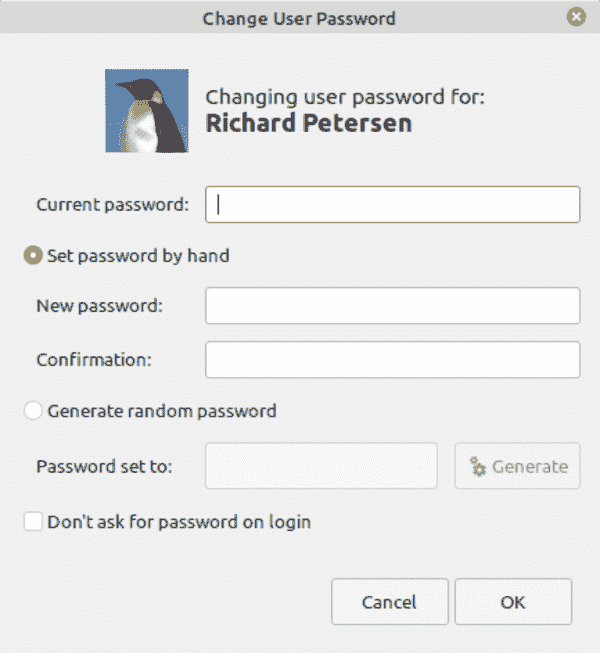 Change User Password
Changing user password for:
Richard Petersen
Current password:
Set password by hand
New password:
Confirmation:
Generate random password
Password set to:
Generate
Don't ask for password on login
Cancel
OK